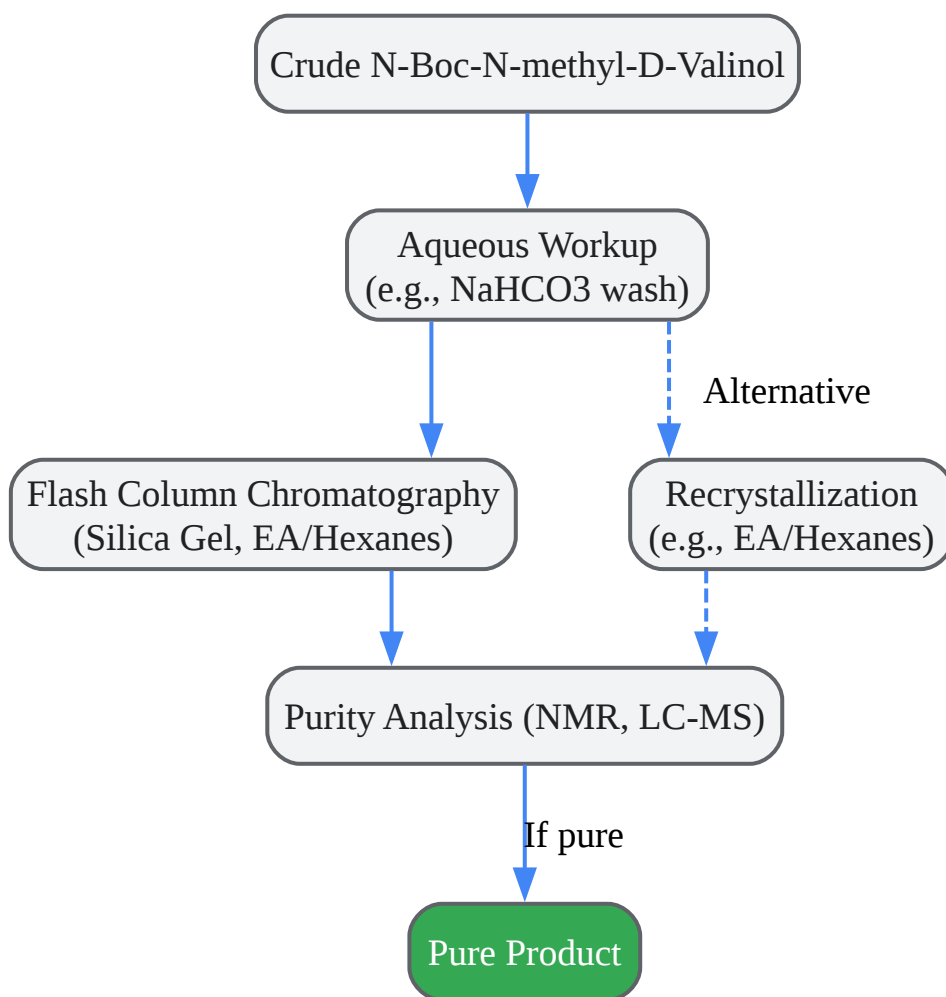 Crude N-Boc-N-methyl-D-Valinol
Aqueous Workup
(e.g., NaHCO3 wash)
Alternative
Flash Column Chromatography
(Silica Gel, EA/Hexanes)
Recrystallization
(e.g., EA/Hexanes)
Purity Analysis (NMR, LC-MS)
If pure
Pure Product